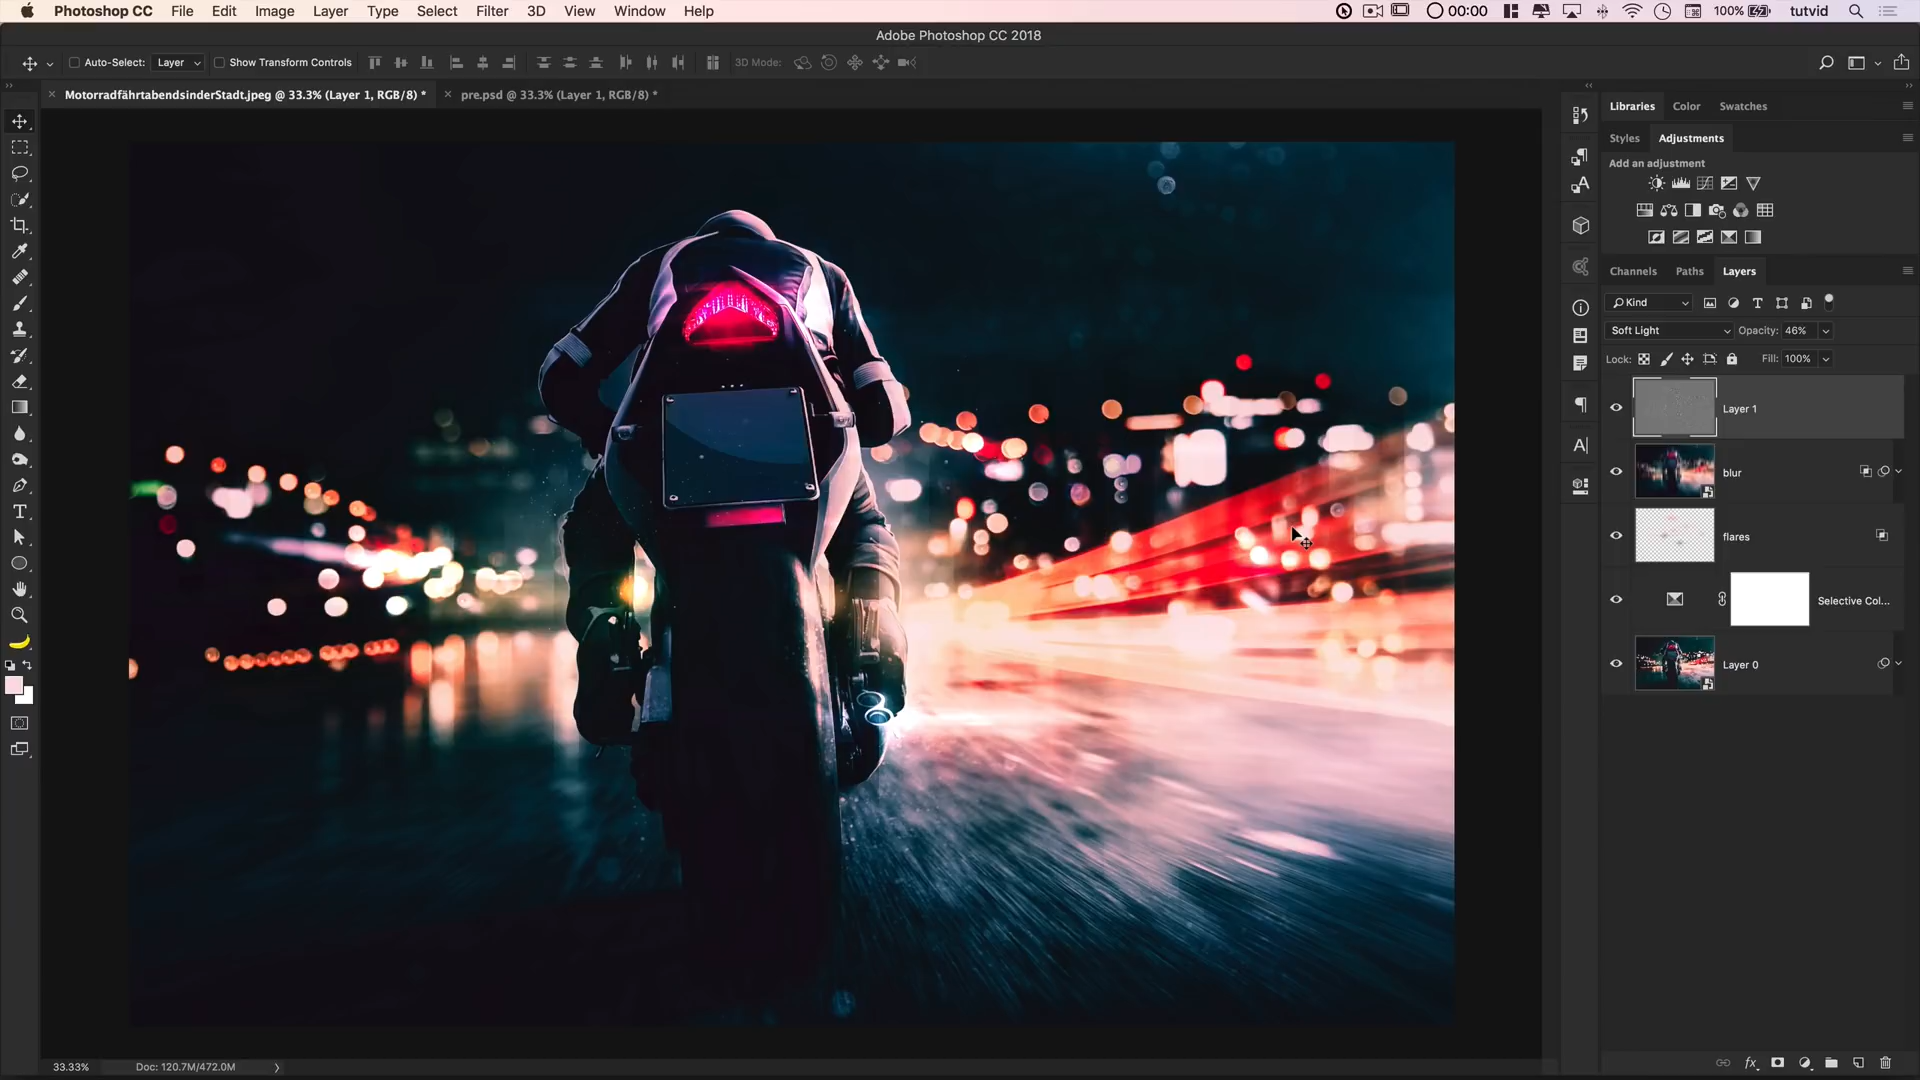 Photoshop CC File Edit Image Layer Type Select Filter 3D View Window Help 00:00 100% tutvid
Adobe Photoshop CC 2018
Auto-Select: Layer Show Transform Controls 3D Mode:
× MotorradfährtabendsinderStadt.jpeg @ 33.3% (Layer 1, RGB/8) * × pre.psd @ 33.3% (Layer 1, RGB/8) *
Libraries Color Swatches
Styles Adjustments
Add an adjustment
Channels Paths Layers
Kind
Soft Light Opacity: 46%
Lock: Fill: 100%
Layer 1
blur
flares
Selective Col...
Layer 0
33.33% Doc: 120.7M/472.0M